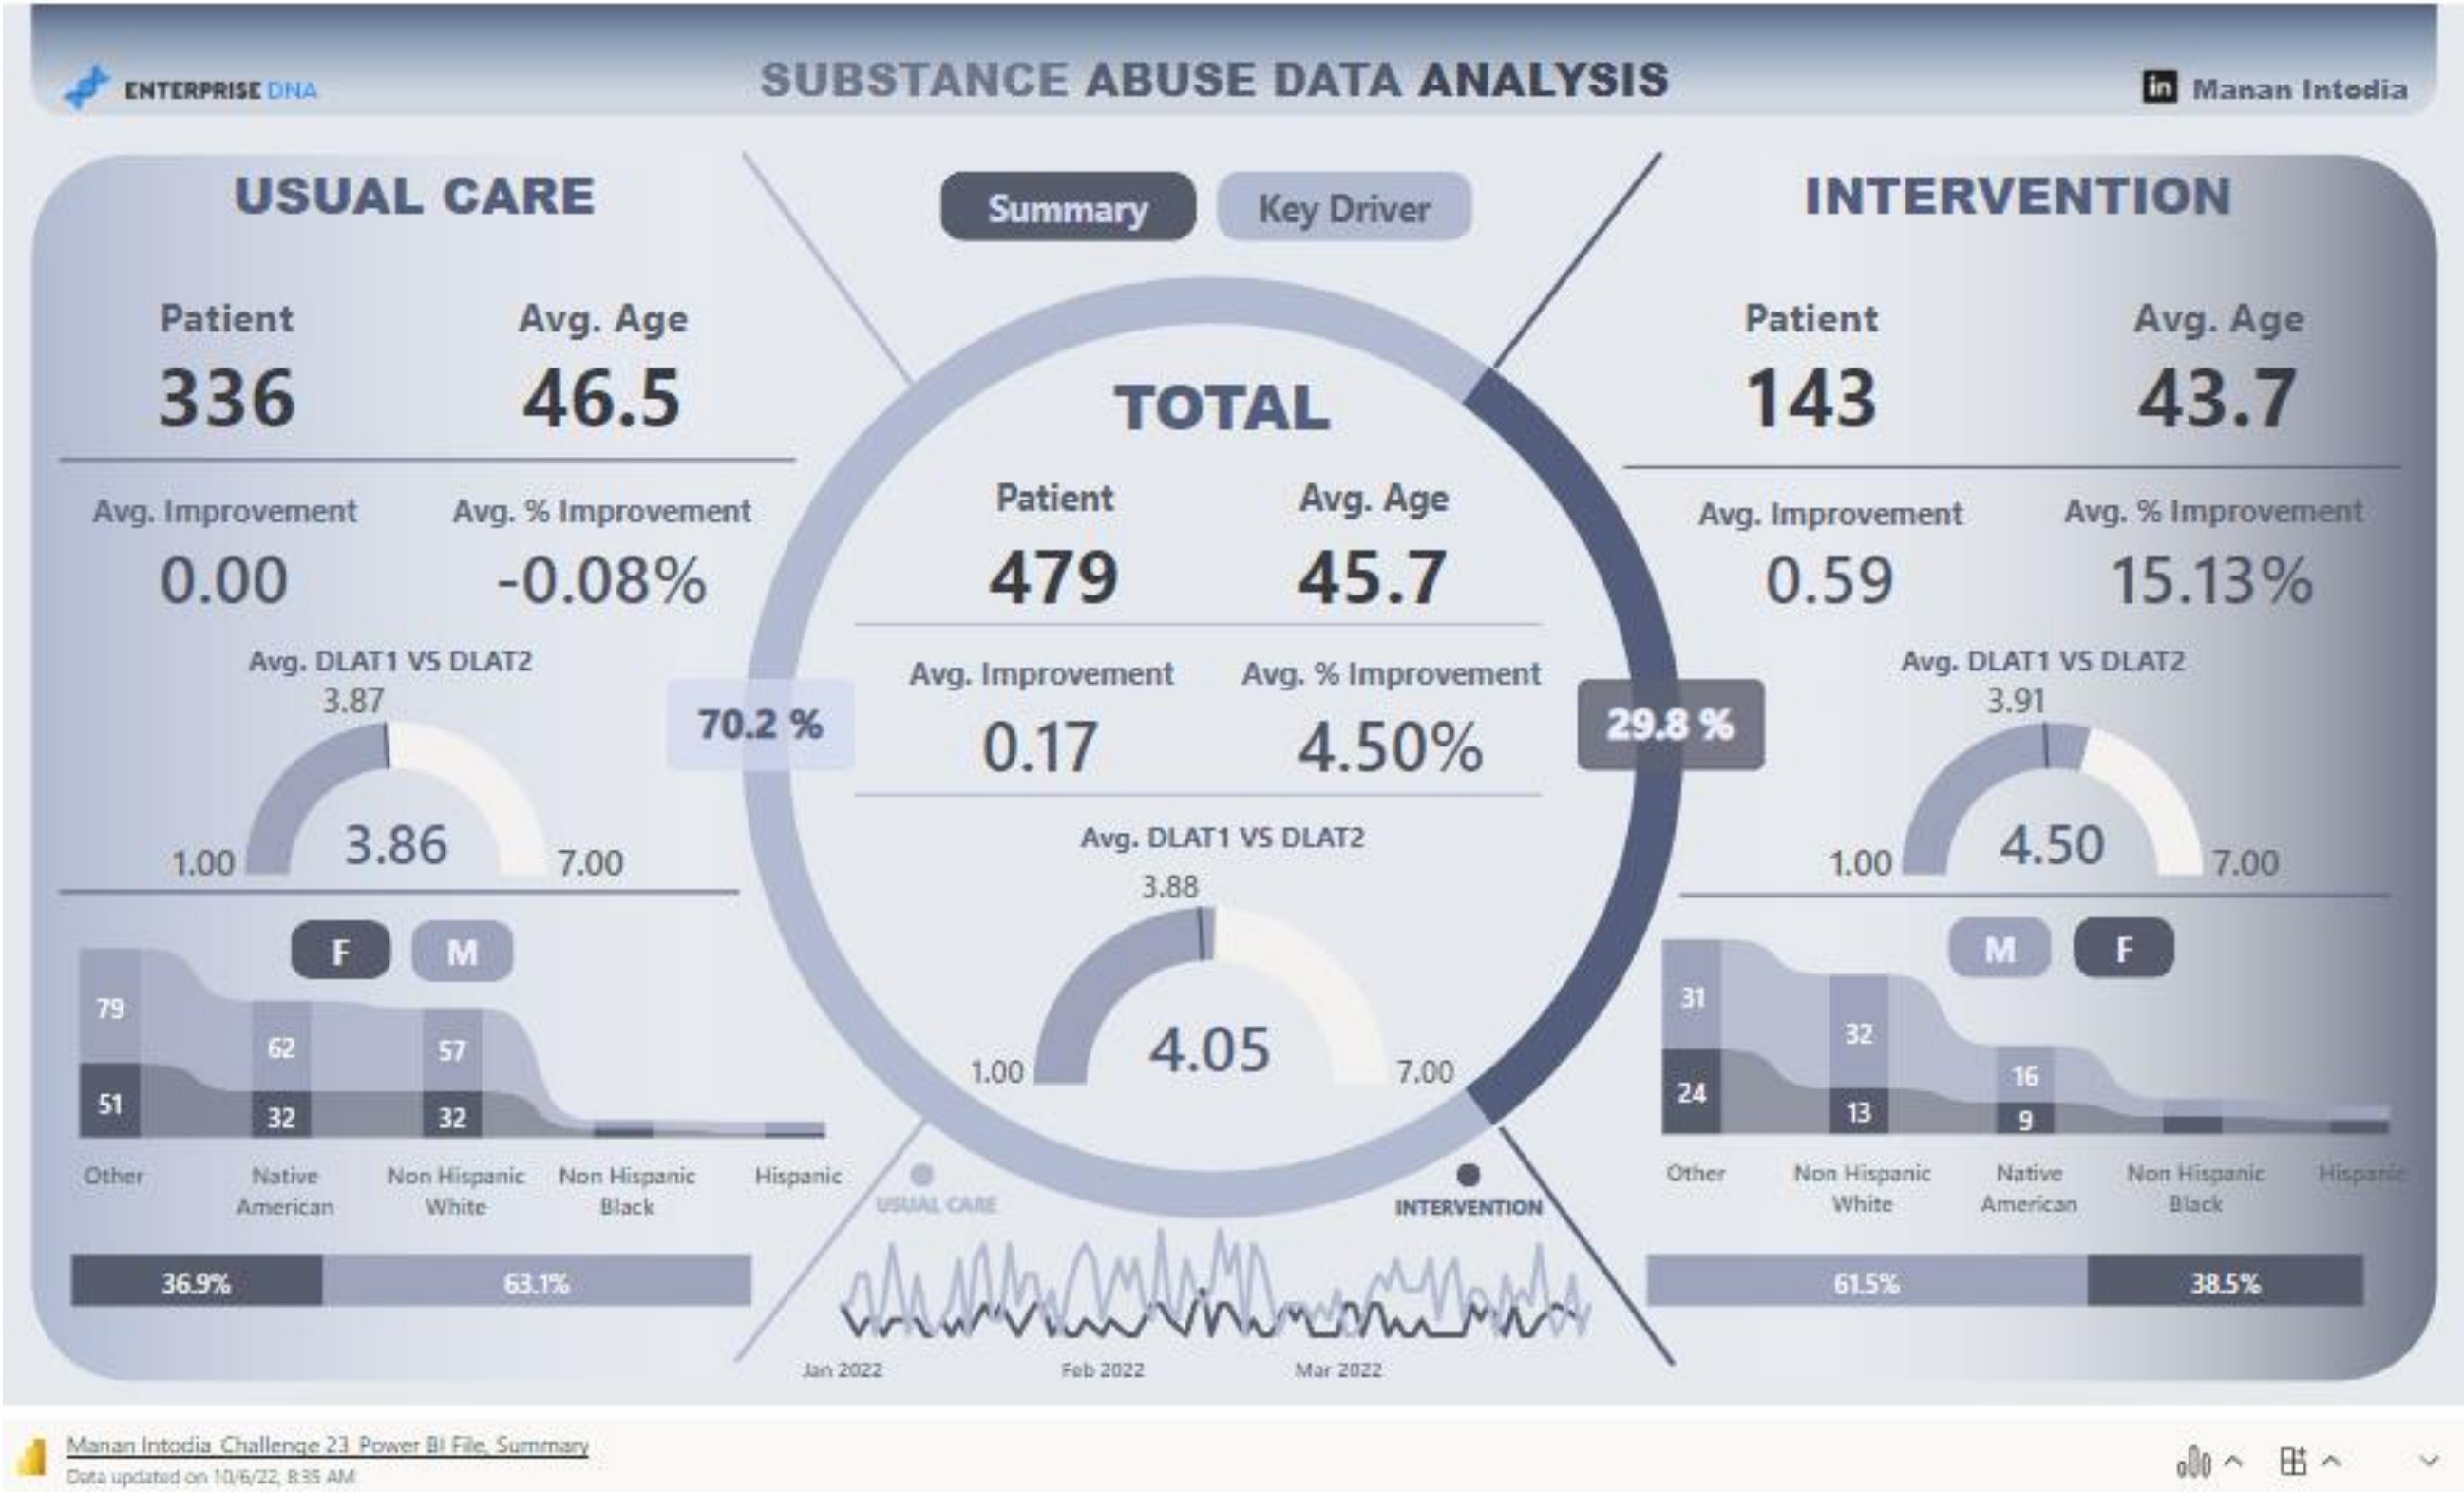 ENTERPRISE DNA
SUBSTANCE ABUSE DATA ANALYSIS
in Manan Intodia
USUAL CARE
Patient
Avg. Age
336
46.5
Avg. Improvement
Avg. % Improvement
0.00
-0.08%
Avg. DLAT1 VS DLAT2
3.87
3.86
1.00
7.00
F
M
79
62
57
51
32
32
Other
Native American
Non Hispanic White
Non Hispanic Black
Hispanic
36.9%
63.1%
Summary
Key Driver
TOTAL
Patient
Avg. Age
479
45.7
Avg. Improvement
Avg. % Improvement
0.17
4.50%
70.2 %
29.8 %
Avg. DLAT1 VS DLAT2
3.88
4.05
1.00
7.00
USUAL CARE
INTERVENTION
Jan 2022
Feb 2022
Mar 2022
INTERVENTION
Patient
Avg. Age
143
43.7
Avg. Improvement
Avg. % Improvement
0.59
15.13%
Avg. DLAT1 VS DLAT2
3.91
4.50
1.00
7.00
M
F
31
32
16
24
13
9
Other
Non Hispanic White
Native American
Non Hispanic Black
Hispanic
61.5%
38.5%
Manan Intodia Challenge 23 Power BI File, Summary
Data updated on 10/6/22, 8:35 AM